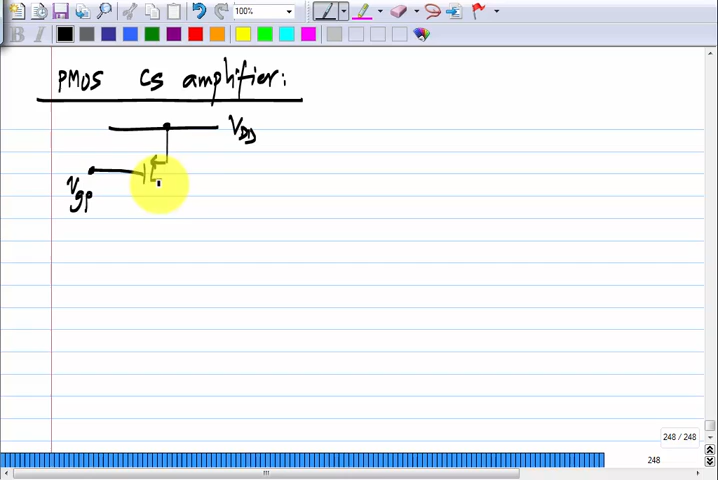 100%
B I
PMOS CS amplifier:
VDD
Vgp
248 / 248
248